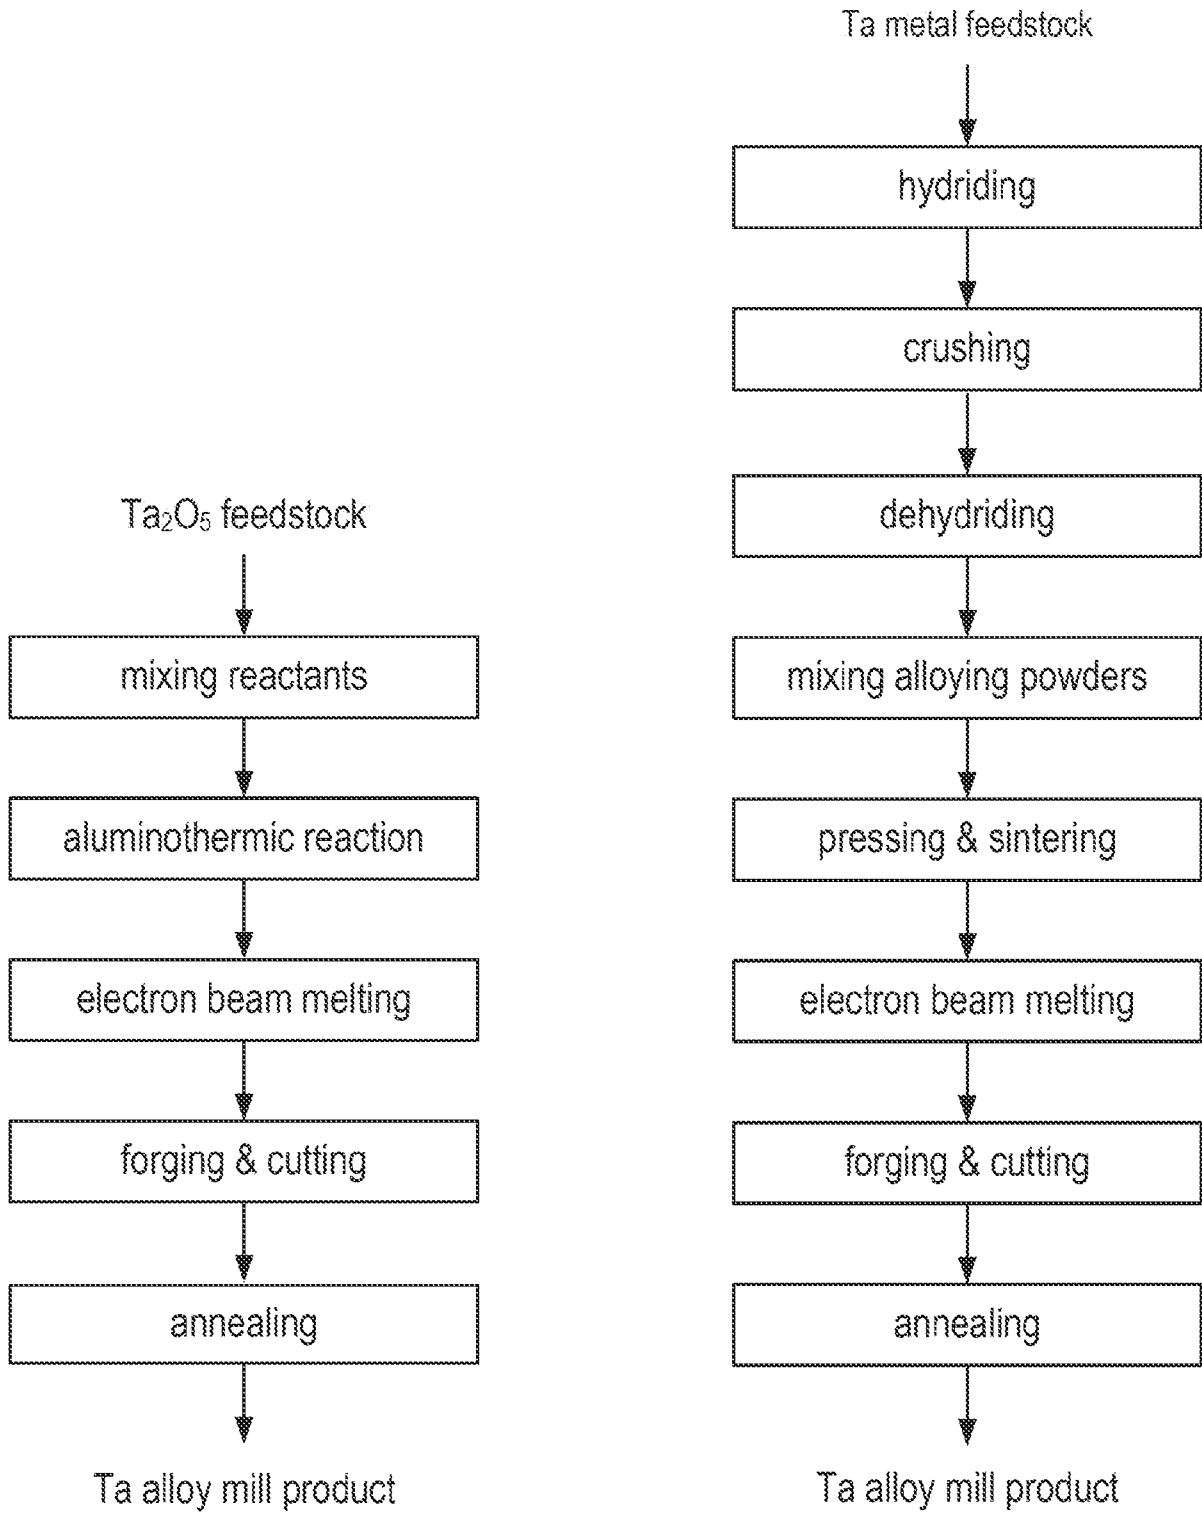 Ta₂O₅ feedstock
mixing reactants
aluminothermic reaction
electron beam melting
forging & cutting
annealing
Ta alloy mill product
Ta metal feedstock
hydriding
crushing
dehydriding
mixing alloying powders
pressing & sintering
electron beam melting
forging & cutting
annealing
Ta alloy mill product